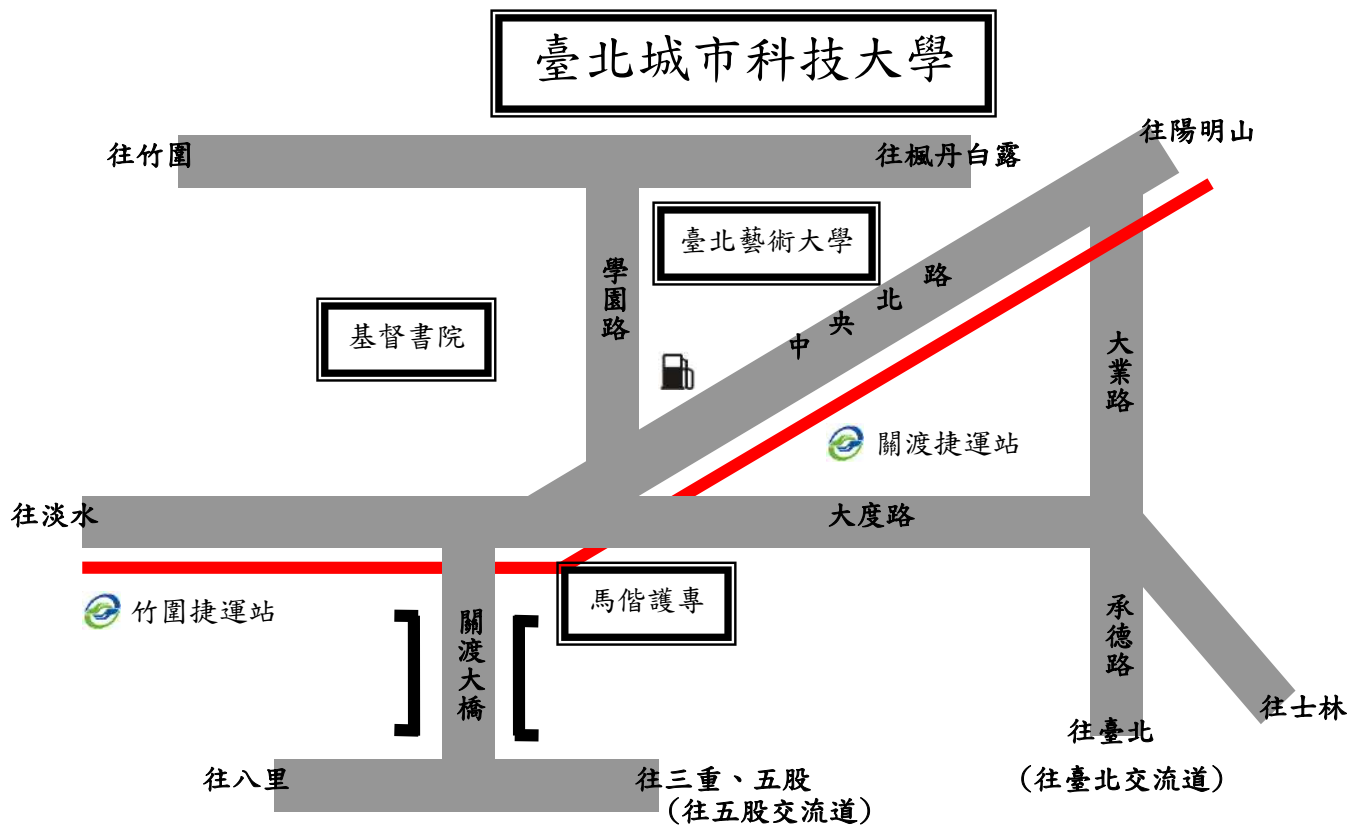 臺北城市科技大學
往陽明山
往竹圍
往楓丹白露
臺北藝術大學
學園路
中央北路
基督書院
大業路
關渡捷運站
往淡水
大度路
竹圍捷運站
關渡大橋
馬偕護專
承德路
往士林
往臺北
(往臺北交流道)
往八里
往三重、五股
(往五股交流道)